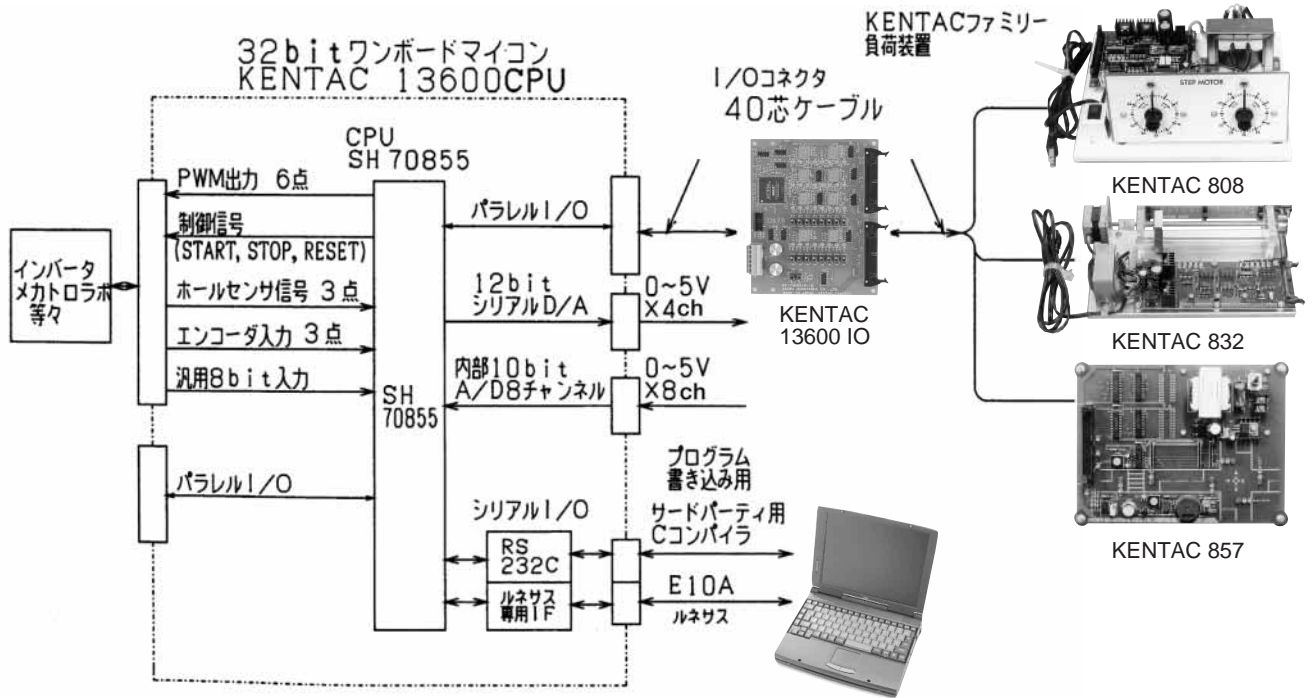 32bitワンボードマイコン
KENTAC 13600CPU
CPU
SH 70855
PWM出力 6点
制御信号
(START, STOP, RESET)
ホールセンサ信号 3点
エンコーダ入力 3点
汎用8bit入力
パラレルI/O
インバータ
メカトロラボ
等々
SH
70855
パラレルI/O
12bit
シリアルD/A
0~5V
×4ch
内部10bit
A/D8チャンネル
0~5V
×8ch
シリアルI/O
RS
232C
ルネサス
専用IF
プログラム
書き込み用
サードパーティ用
Cコンパイラ
E10A
ルネサス
I/Oコネクタ
40芯ケーブル
KENTAC
13600 IO
KENTACファミリー
負荷装置
STEP MOTOR
KENTAC 808
KENTAC 832
KENTAC 857